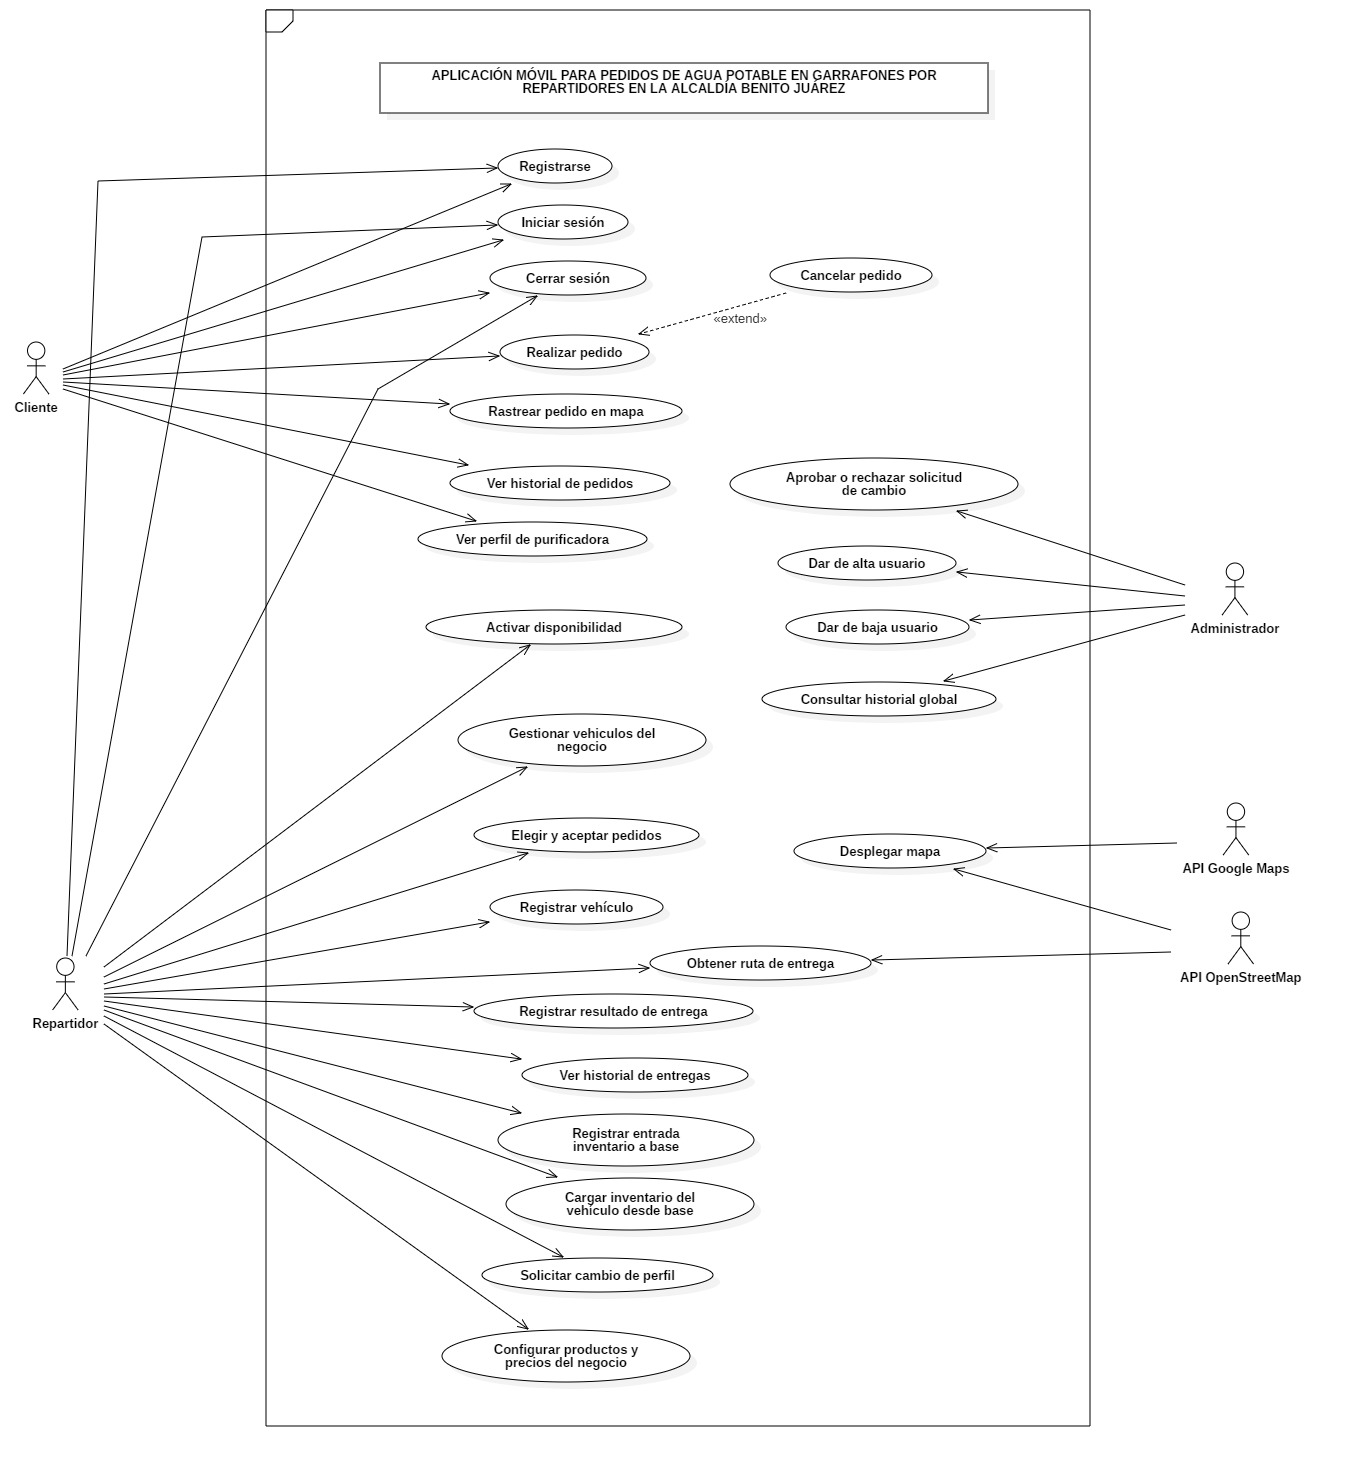 APLICACIÓN MÓVIL PARA PEDIDOS DE AGUA POTABLE EN GARRAFONES POR
REPARTIDORES EN LA ALCALDÍA BENITO JUÁREZ
Registrarse
Iniciar sesión
Cerrar sesión
Cancelar pedido
«extend»
Realizar pedido
Cliente
Rastrear pedido en mapa
Ver historial de pedidos
Aprobar o rechazar solicitud
de cambio
Ver perfil de purificadora
Dar de alta usuario
Activar disponibilidad
Dar de baja usuario
Administrador
Consultar historial global
Gestionar vehiculos del
negocio
Elegir y aceptar pedidos
Desplegar mapa
API Google Maps
Registrar vehículo
Obtener ruta de entrega
API OpenStreetMap
Repartidor
Registrar resultado de entrega
Ver historial de entregas
Registrar entrada
inventario a base
Cargar inventario del
vehículo desde base
Solicitar cambio de perfil
Configurar productos y
precios del negocio